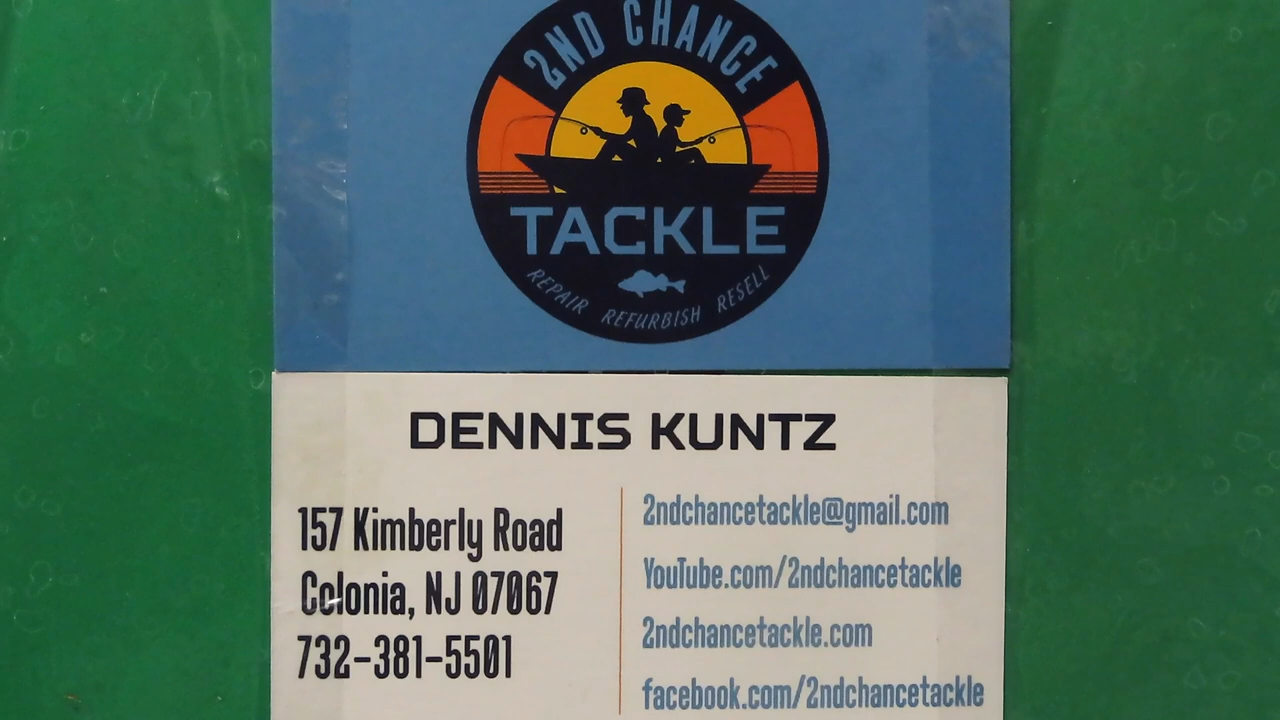 2ND CHANCE
TACKLE
REPAIR REFURBISH RESELL
DENNIS KUNTZ
157 Kimberly Road
Colonia, NJ 07067
732-381-5501
2ndchancetackle@gmail.com
YouTube.com/2ndchancetackle
2ndchancetackle.com
facebook.com/2ndchancetackle